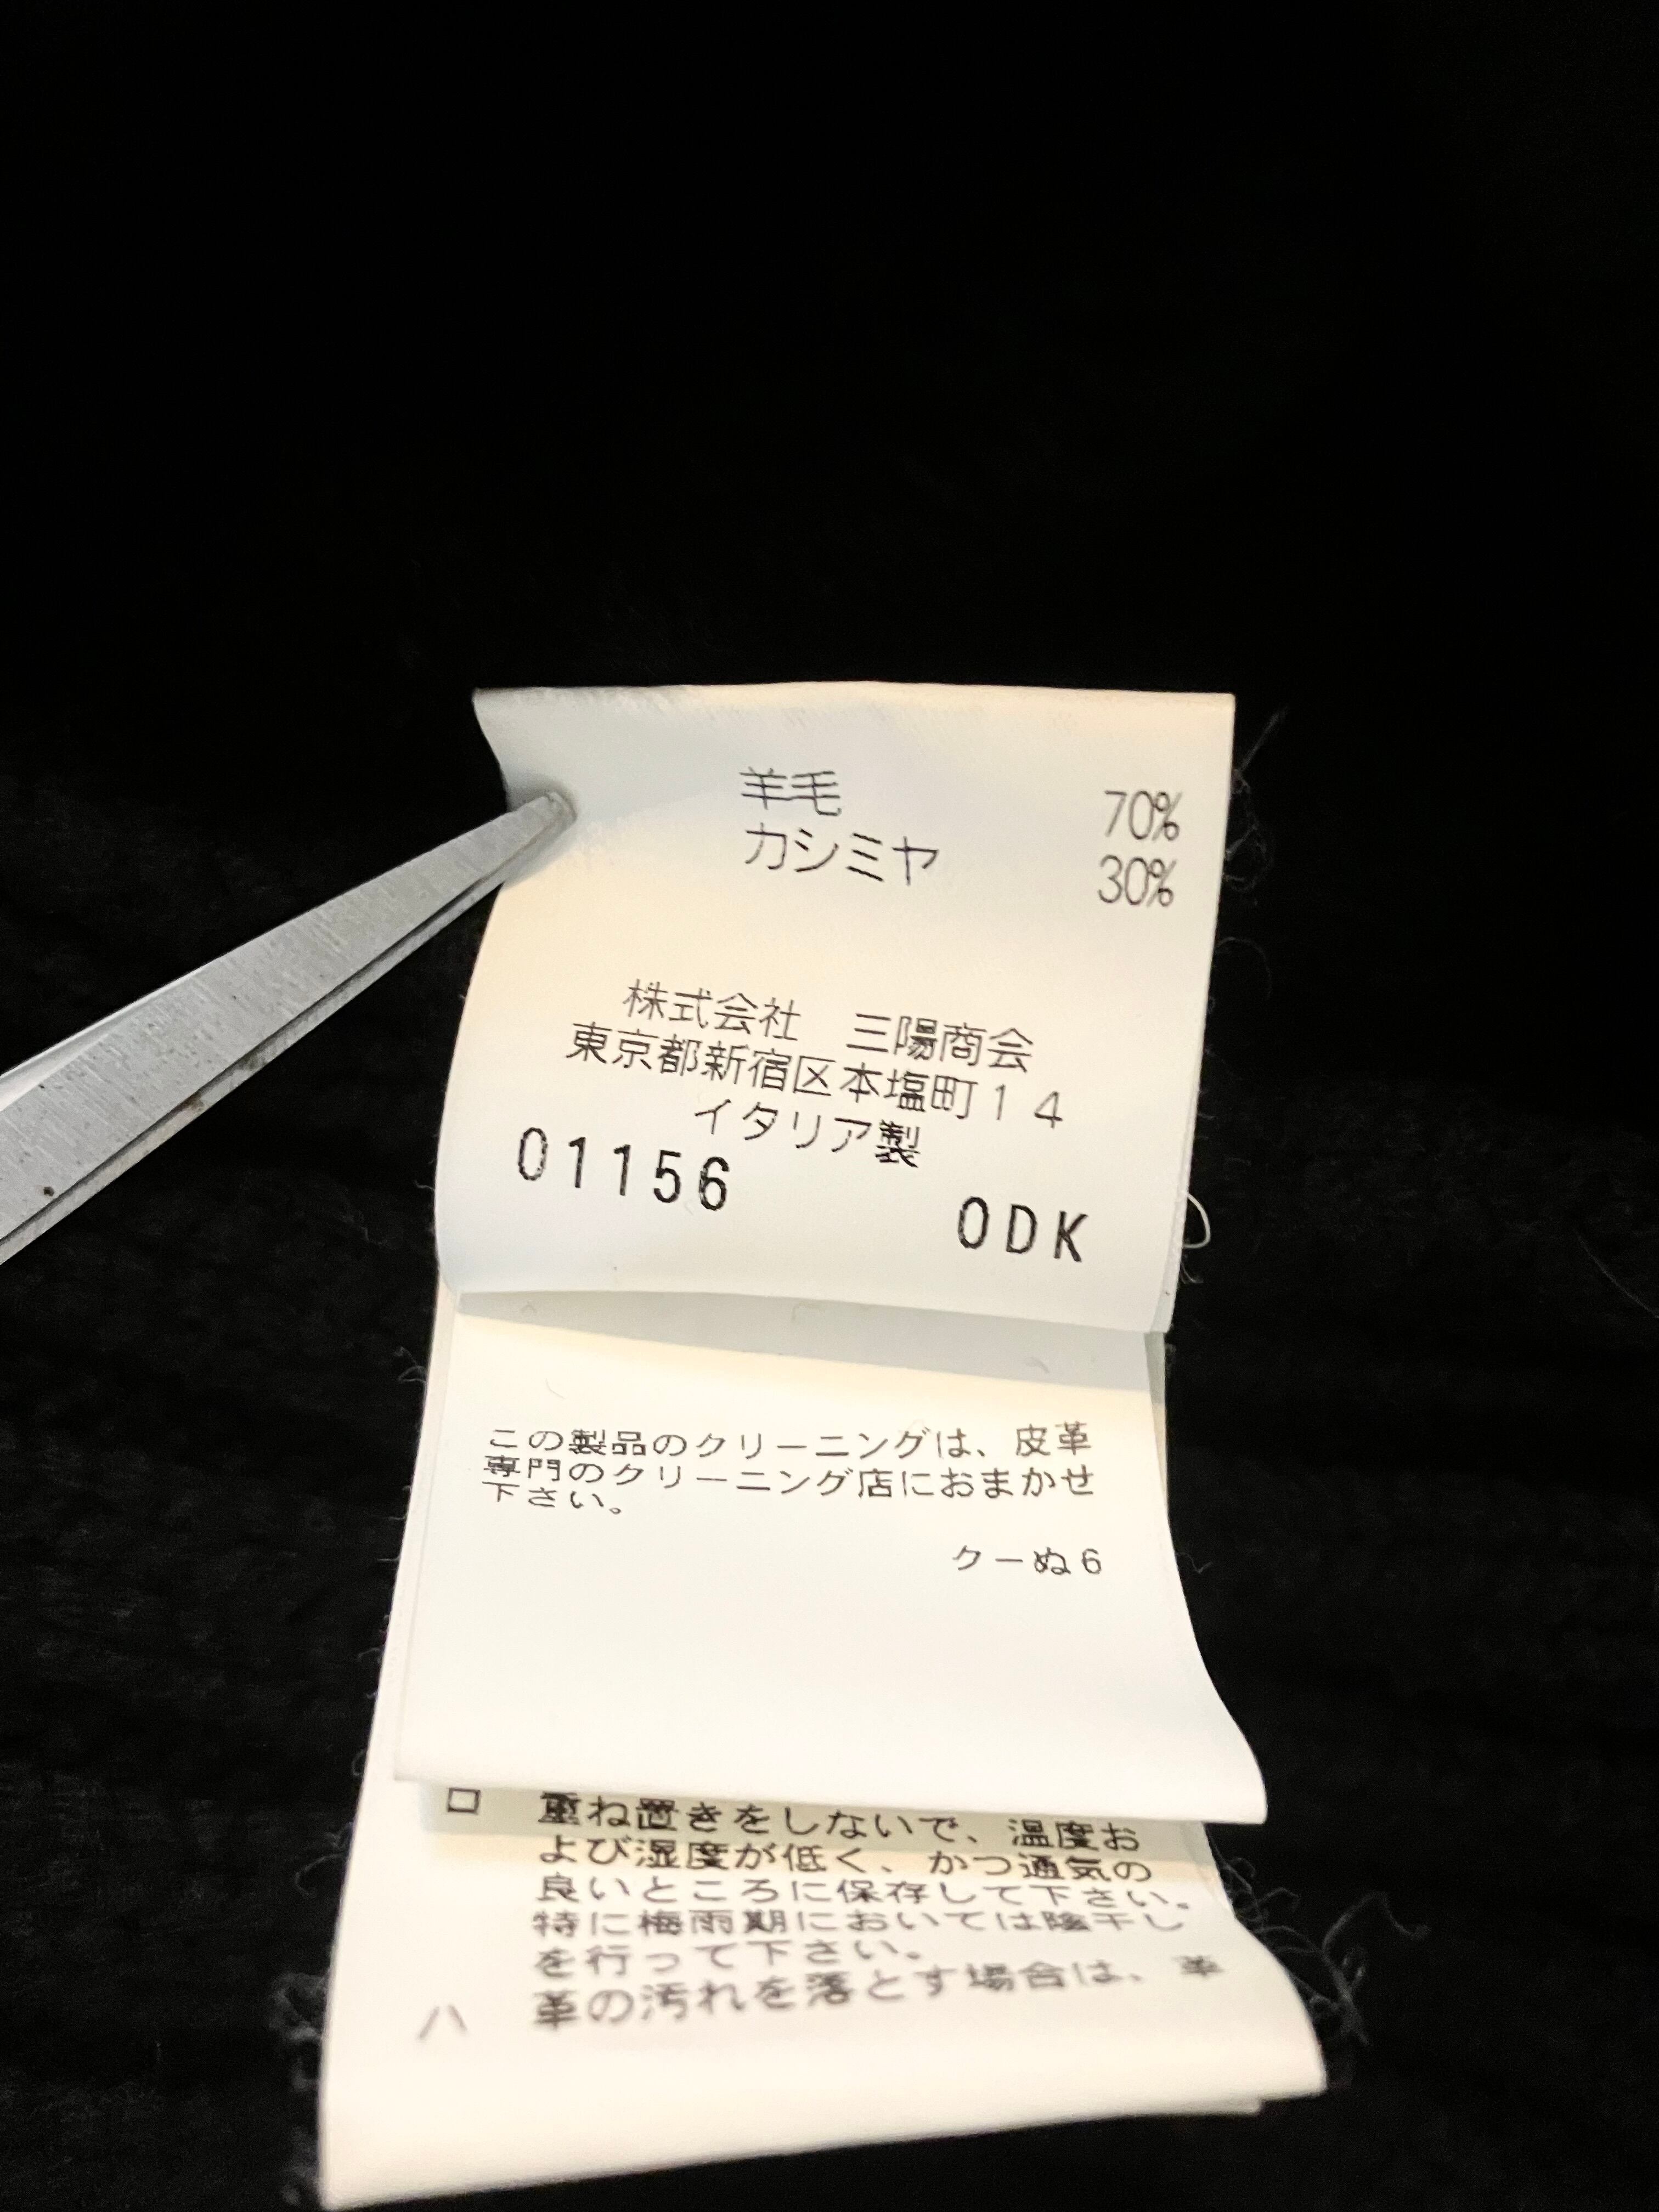 羊毛 70%
カシミヤ 30%
株式会社 三陽商会
東京都新宿区本塩町14
イタリア製
01156 0DK
この製品のクリーニングは、皮革
専門のクリーニング店におまかせ
下さい。
クーぬ6
ロ 重ね置きをしないで、温度お
よび湿度が低く、かつ通気の
良いところに保存して下さい。
特に梅雨期においては陰干し
を行って下さい。
ハ 革の汚れを落とす場合は、革